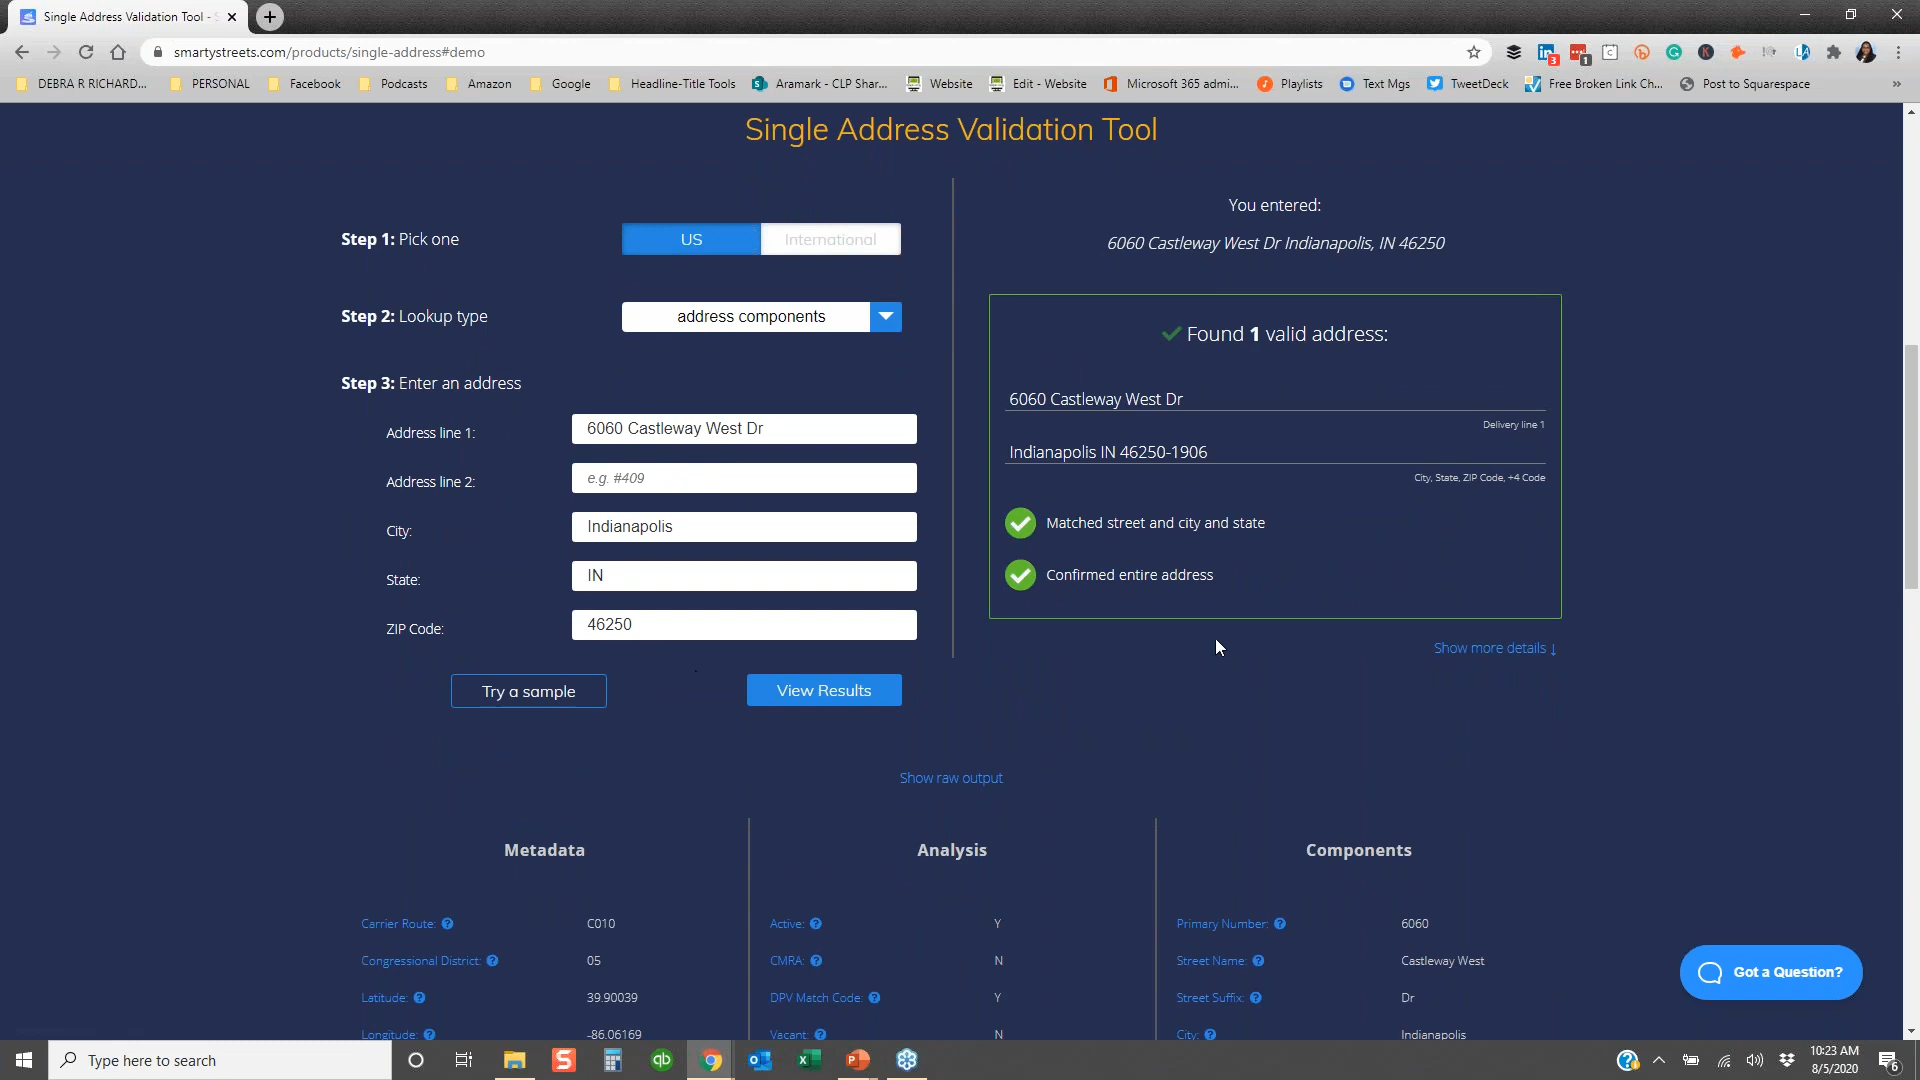 Single Address Validation Tool - S
smartystreets.com/products/single-address#demo
3
1
DEBRA R RICHARD...
PERSONAL
Facebook
Podcasts
Amazon
Google
Headline-Title Tools
Aramark - CLP Shar...
Website
Edit - Website
Microsoft 365 admi...
Playlists
Text Mgs
TweetDeck
Free Broken Link Ch...
Post to Squarespace
»
Single Address Validation Tool
Step 1: Pick one
US
International
Step 2: Lookup type
address components
Step 3: Enter an address
Address line 1:
6060 Castleway West Dr
Address line 2:
e.g. #409
City:
Indianapolis
State:
IN
ZIP Code:
46250
Try a sample
View Results
You entered:
6060 Castleway West Dr Indianapolis, IN 46250
Found 1 valid address:
6060 Castleway West Dr
Delivery line 1
Indianapolis IN 46250-1906
City, State, ZIP Code, +4 Code
Matched street and city and state
Confirmed entire address
Show more details ↓
Show raw output
Metadata
Carrier Route: ? C010
Congressional District: ? 05
Latitude: ? 39.90039
Longitude: ? -86.06169
Analysis
Active: ? Y
CMRA: ? N
DPV Match Code: ? Y
Vacant: ? N
Components
Primary Number: ? 6060
Street Name: ? Castleway West
Street Suffix: ? Dr
City: ? Indianapolis
Got a Question?
Type here to search
10:23 AM
8/5/2020
6